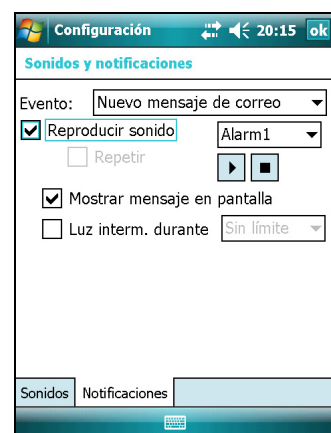 Configuración 20:15 ok
Sonidos y notificaciones
Evento: Nuevo mensaje de correo
Reproducir sonido Alarm1
Repetir
Mostrar mensaje en pantalla
Luz interm. durante Sin límite
Sonidos Notificaciones